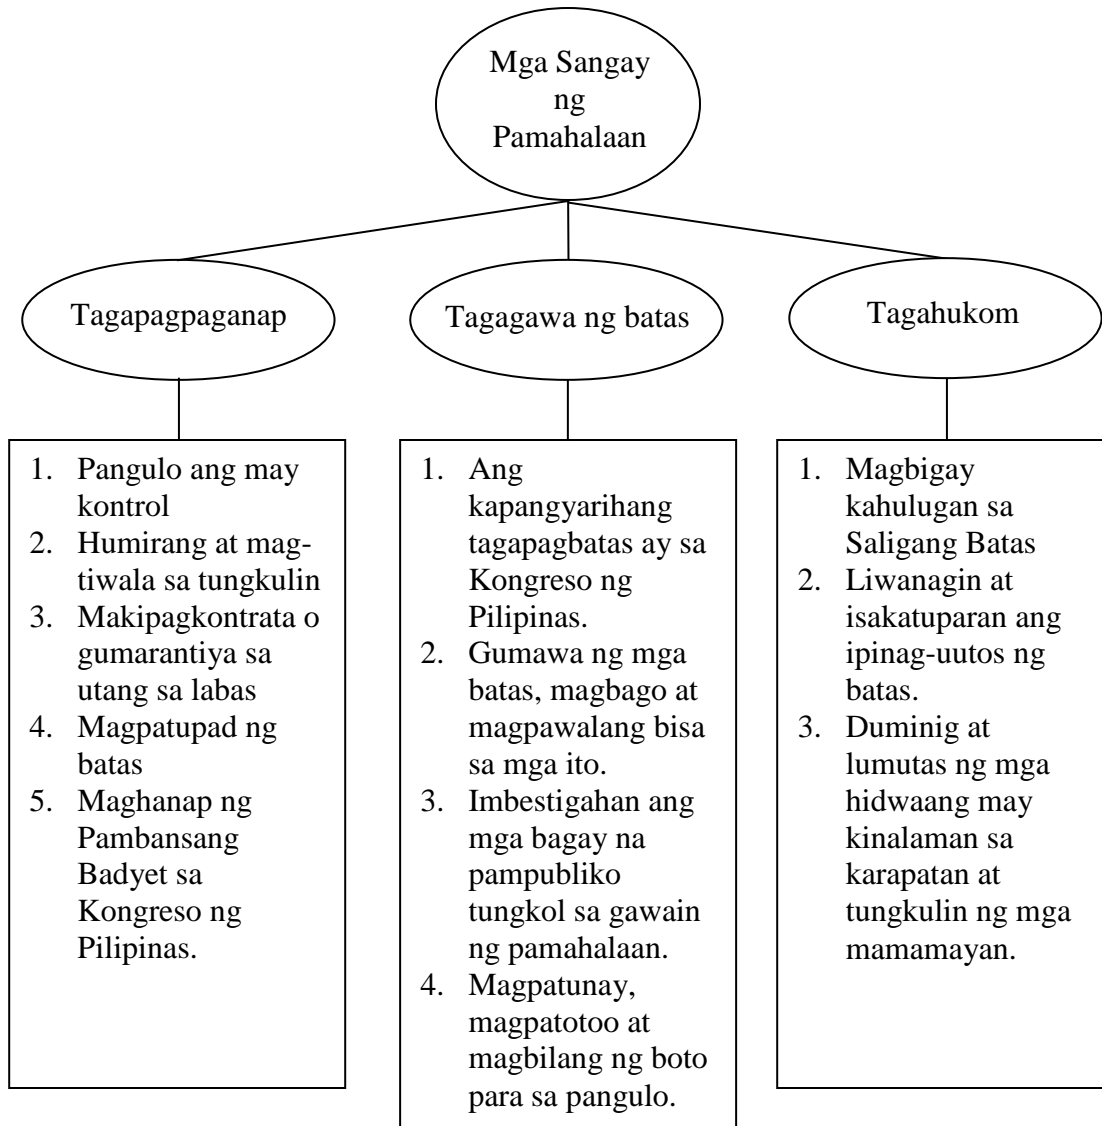 Mga Sangay
ng
Pamahalaan
Tagapagpaganap
Tagagawa ng batas
Tagahukom
1. Pangulo ang may
kontrol
2. Humirang at mag-
tiwala sa tungkulin
3. Makipagkontrata o
gumarantiya sa
utang sa labas
4. Magpatupad ng
batas
5. Maghanap ng
Pambansang
Badyet sa
Kongreso ng
Pilipinas.
1. Ang
kapangyarihang
tagapagbatas ay sa
Kongreso ng
Pilipinas.
2. Gumawa ng mga
batas, magbago at
magpawalang bisa
sa mga ito.
3. Imbestigahan ang
mga bagay na
pampubliko
tungkol sa gawain
ng pamahalaan.
4. Magpatunay,
magpatotoo at
magbilang ng boto
para sa pangulo.
1. Magbigay
kahulugan sa
Saligang Batas
2. Liwanagin at
isakatuparan ang
ipinag-uutos ng
batas.
3. Duminig at
lumutas ng mga
hidwaang may
kinalaman sa
karapatan at
tungkulin ng mga
mamamayan.